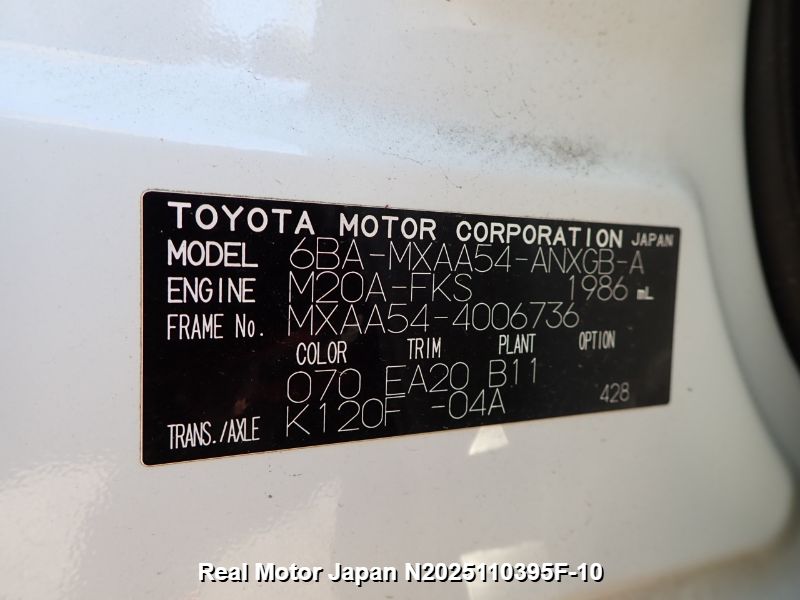 TOYOTA MOTOR CORPORATION JAPAN
MODEL 6BA-MXAA54-ANXGB-A
ENGINE M20A-FKS 1986 mL
FRAME No. MXAA54-4006736
COLOR TRIM PLANT OPTION
070 EA20 B11
TRANS./AXLE K120F -04A 428
Real Motor Japan N2025110395F-10